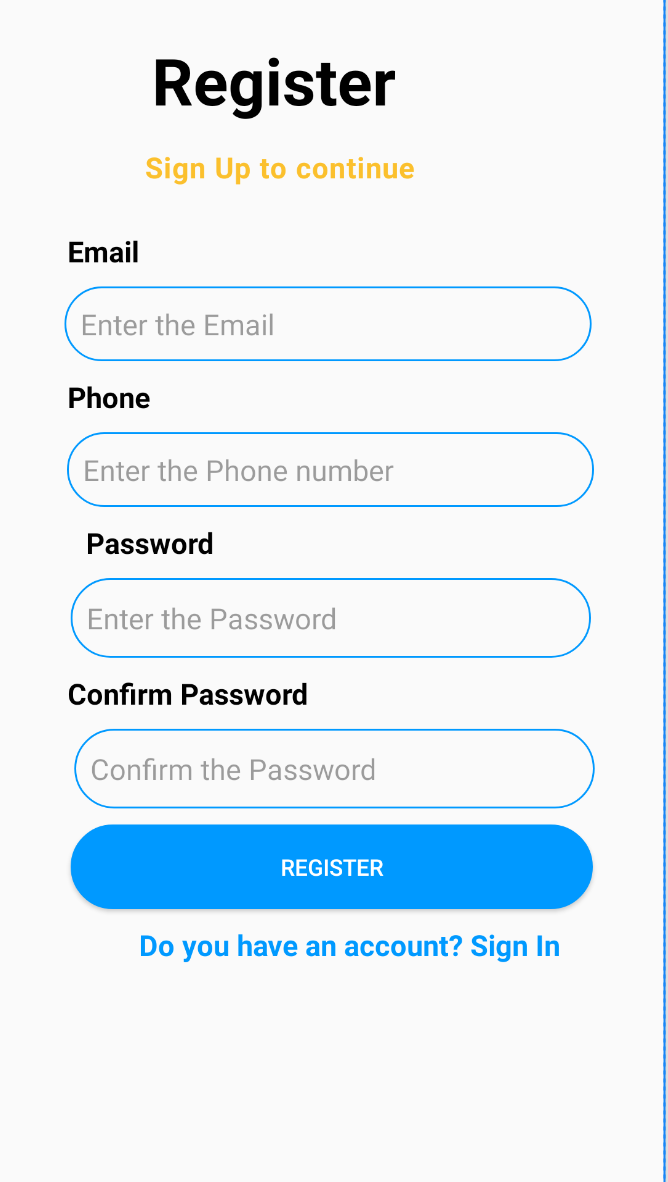 Register
Sign Up to continue
Email
Enter the Email
Phone
Enter the Phone number
Password
Enter the Password
Confirm Password
Confirm the Password
REGISTER
Do you have an account? Sign In